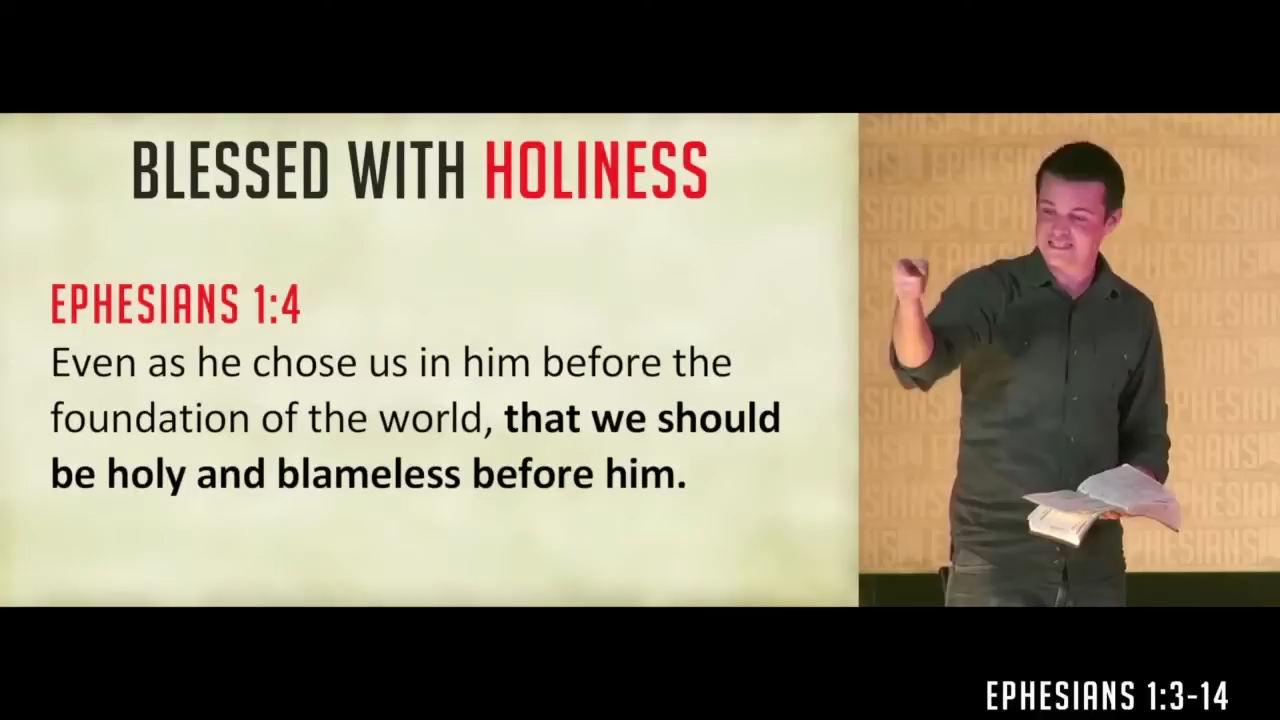 BLESSED WITH HOLINESS
EPHESIANS 1:4
Even as he chose us in him before the
foundation of the world, that we should
be holy and blameless before him.
EPHESIANS 1:3-14